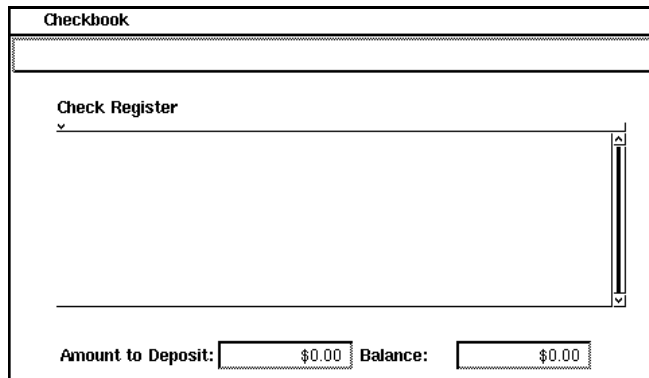 Checkbook
Check Register
Amount to Deposit: $0.00 Balance: $0.00